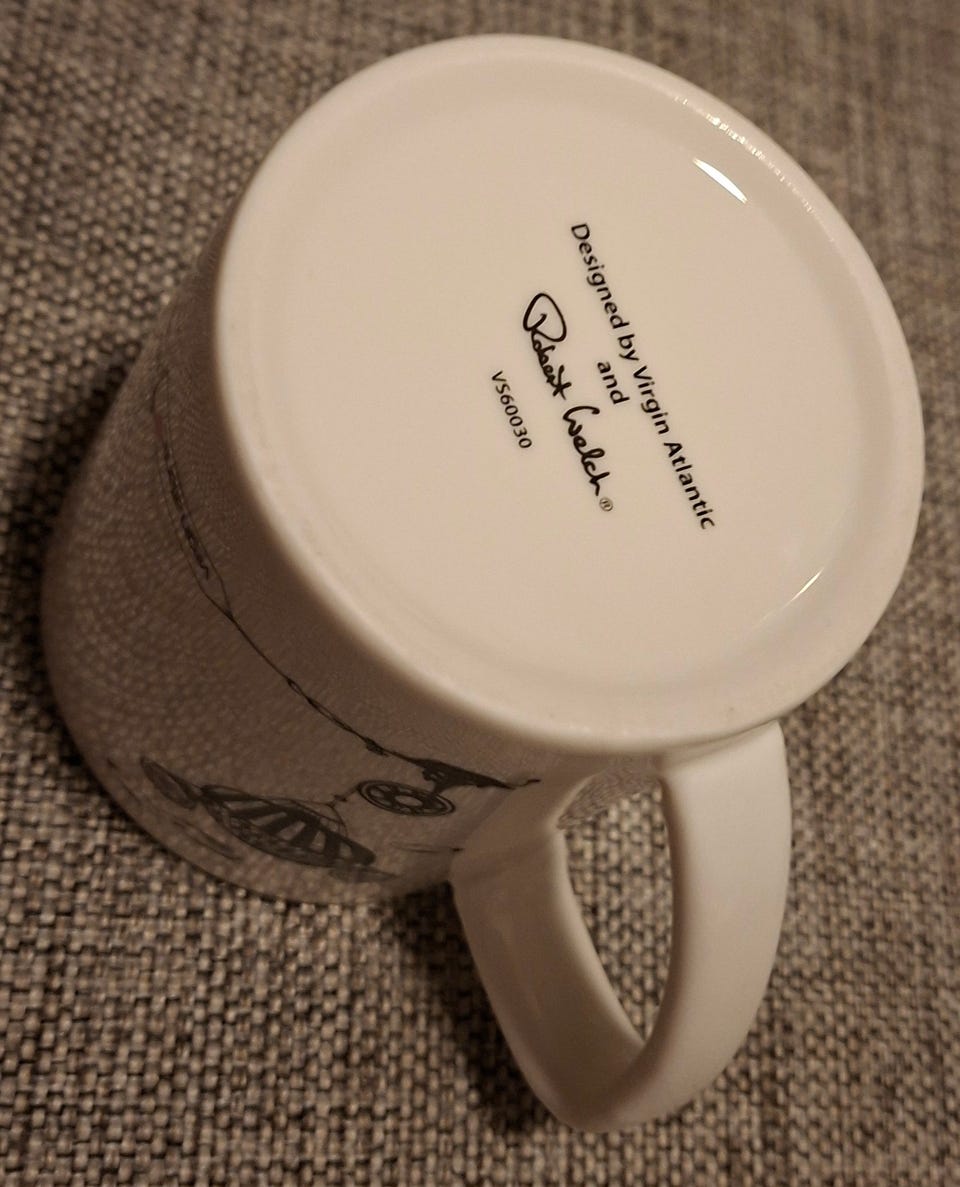 Designed by Virgin Atlantic
and
Robert Welch®
VS60030